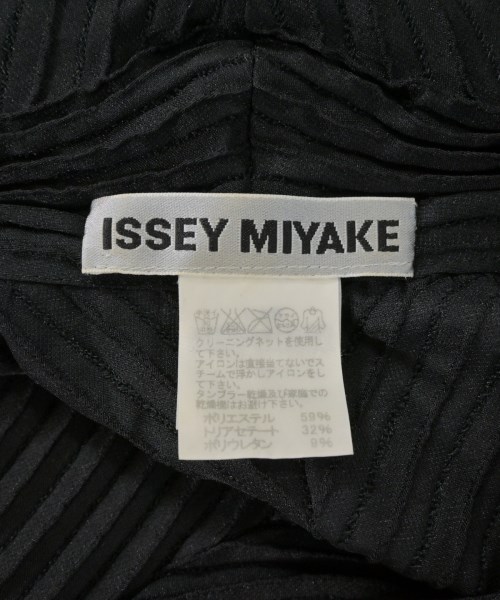 ISSEY MIYAKE
クリーニングネットを使用し
て下さい。
アイロンは直接当てないでス
チームで浮かしアイロンをし
て下さい。
タンブラー乾燥及び樹脂での
乾燥機はお避け下さい。
ポリエステル 59%
トリアセテート 32%
ポリウレタン 9%